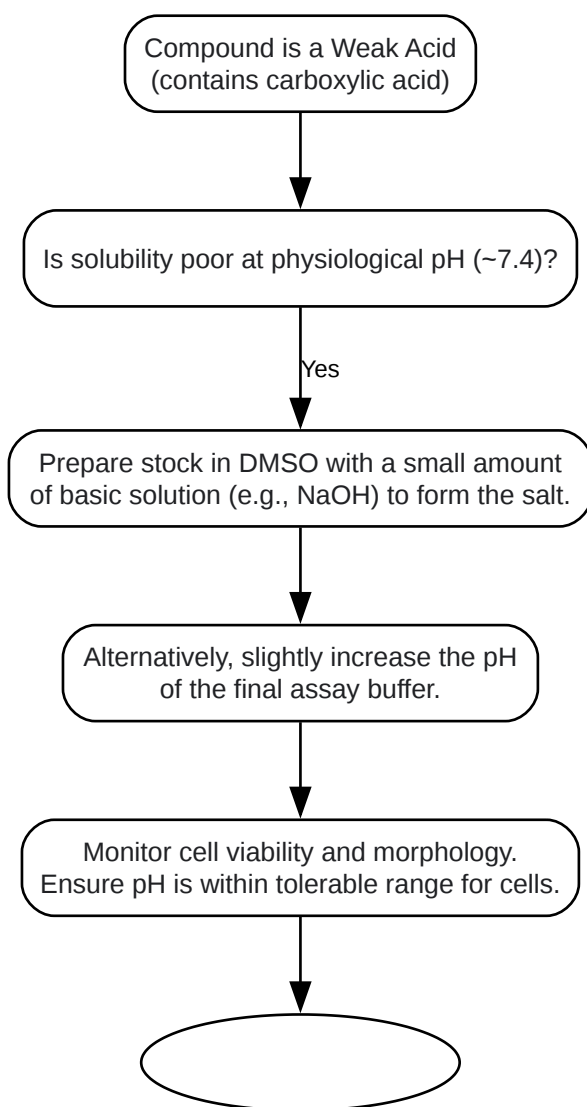 Compound is a Weak Acid
(contains carboxylic acid)
Is solubility poor at physiological pH (~7.4)?
Yes
Prepare stock in DMSO with a small amount
of basic solution (e.g., NaOH) to form the salt.
Alternatively, slightly increase the pH
of the final assay buffer.
Monitor cell viability and morphology.
Ensure pH is within tolerable range for cells.